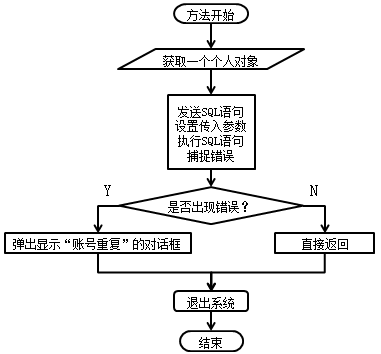 方法开始
获取一个个人对象
发送SQL语句
设置传入参数
执行SQL语句
捕捉错误
Y
N
是否出现错误？
弹出显示“账号重复”的对话框
直接返回
退出系统
结束